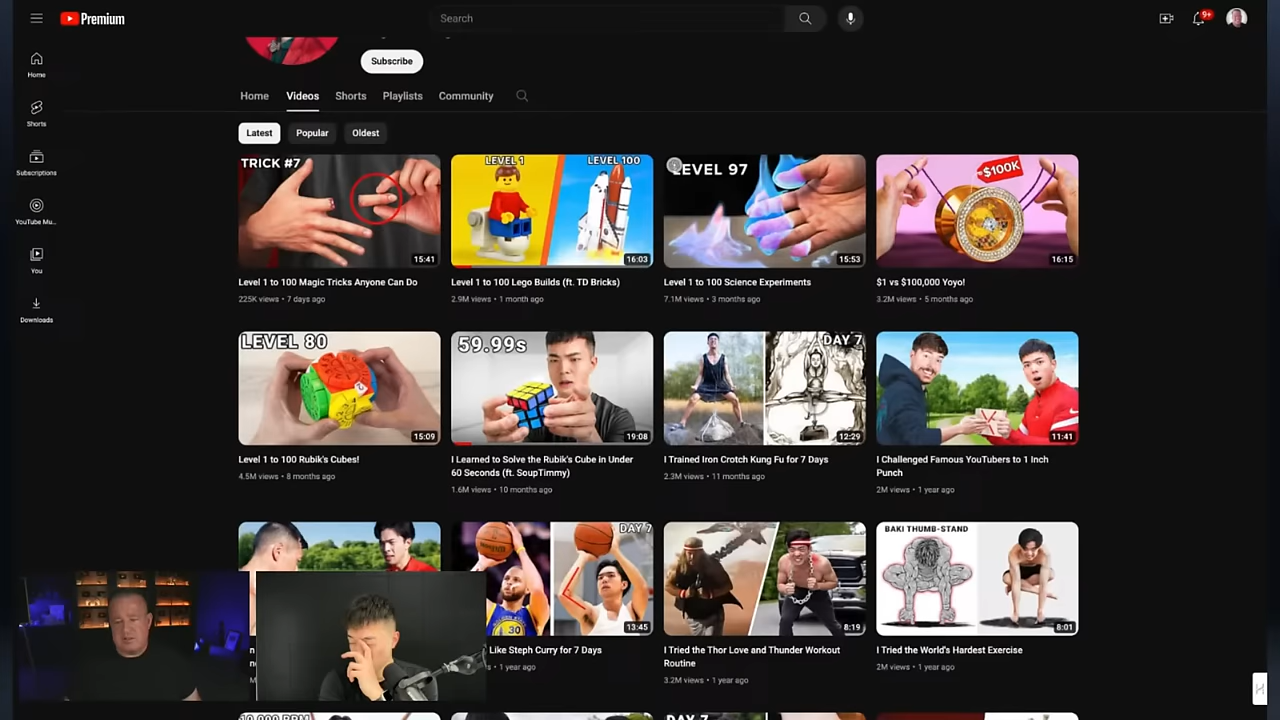 Premium
Search
9+
Home
Shorts
Subscriptions
YouTube Mu...
You
Downloads
Subscribe
Home
Videos
Shorts
Playlists
Community
Latest
Popular
Oldest
TRICK #7
15:41
Level 1 to 100 Magic Tricks Anyone Can Do
225K views • 7 days ago
LEVEL 1
LEVEL 100
16:03
Level 1 to 100 Lego Builds (ft. TD Bricks)
2.9M views • 1 month ago
LEVEL 97
15:53
Level 1 to 100 Science Experiments
7.1M views • 3 months ago
$100K
16:15
$1 vs $100,000 Yoyo!
3.2M views • 5 months ago
LEVEL 80
15:09
Level 1 to 100 Rubik's Cubes!
4.5M views • 8 months ago
59.99s
19:08
I Learned to Solve the Rubik's Cube in Under
60 Seconds (ft. SoupTimmy)
1.6M views • 10 months ago
DAY 7
12:29
I Trained Iron Crotch Kung Fu for 7 Days
2.3M views • 11 months ago
11:41
I Challenged Famous YouTubers to 1 Inch
Punch
2M views • 1 year ago
DAY 7
30
13:45
Like Steph Curry for 7 Days
1 year ago
8:19
I Tried the Thor Love and Thunder Workout
Routine
3.2M views • 1 year ago
BAKI THUMB-STAND
8:01
I Tried the World's Hardest Exercise
2M views • 1 year ago
10,000 RPM
DAY 7